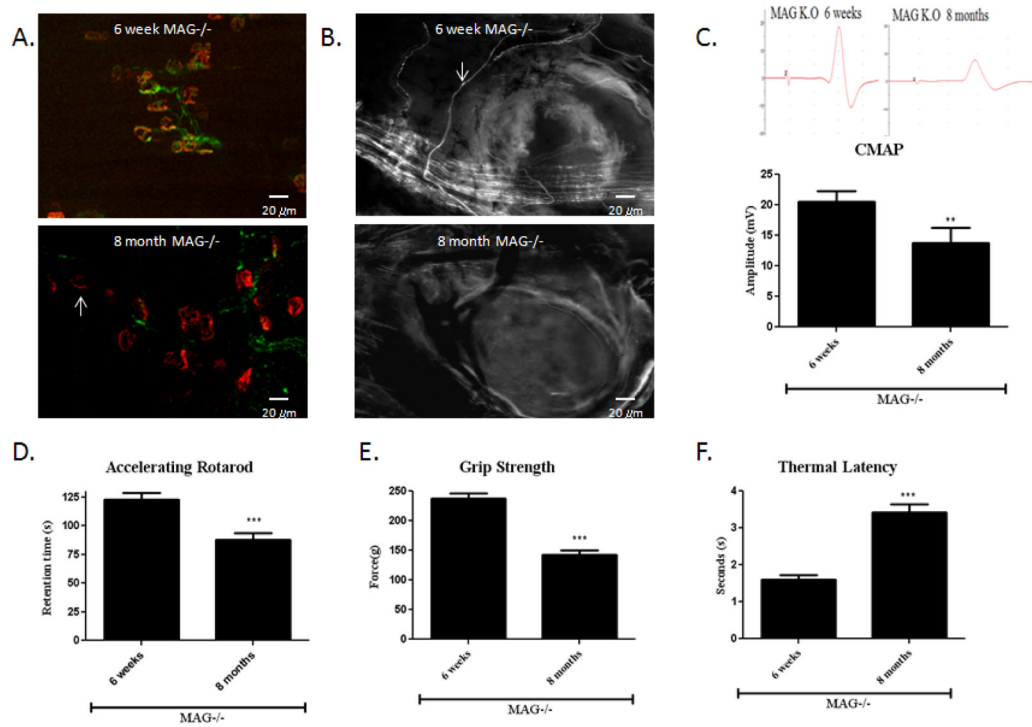 A.
6 week MAG-/-
20 µm
8 month MAG-/-
20 µm
B.
6 week MAG-/-
20 µm
8 month MAG-/-
20 µm
C.
MAG K.O 6 weeks
MAG K.O 8 months
CMAP
Amplitude (mV)
25
20
15
10
5
0
**
6 weeks
8 months
MAG-/-
D.
Accelerating Rotarod
Retention time (s)
125
100
75
50
25
0
***
6 weeks
8 months
MAG-/-
E.
Grip Strength
Force(g)
250
200
150
100
50
0
***
6 weeks
8 months
MAG-/-
F.
Thermal Latency
Seconds (s)
4
3
2
1
0
***
6 weeks
8 months
MAG-/-